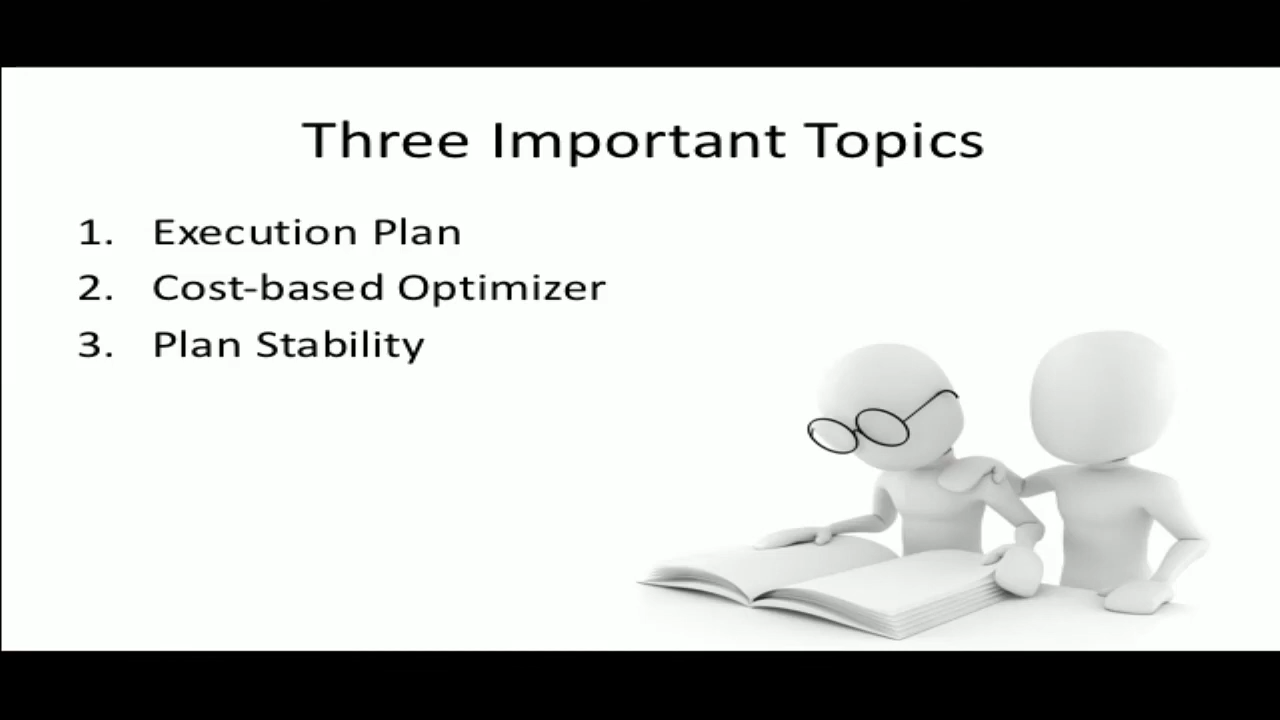 Three Important Topics
1. Execution Plan
2. Cost-based Optimizer
3. Plan Stability